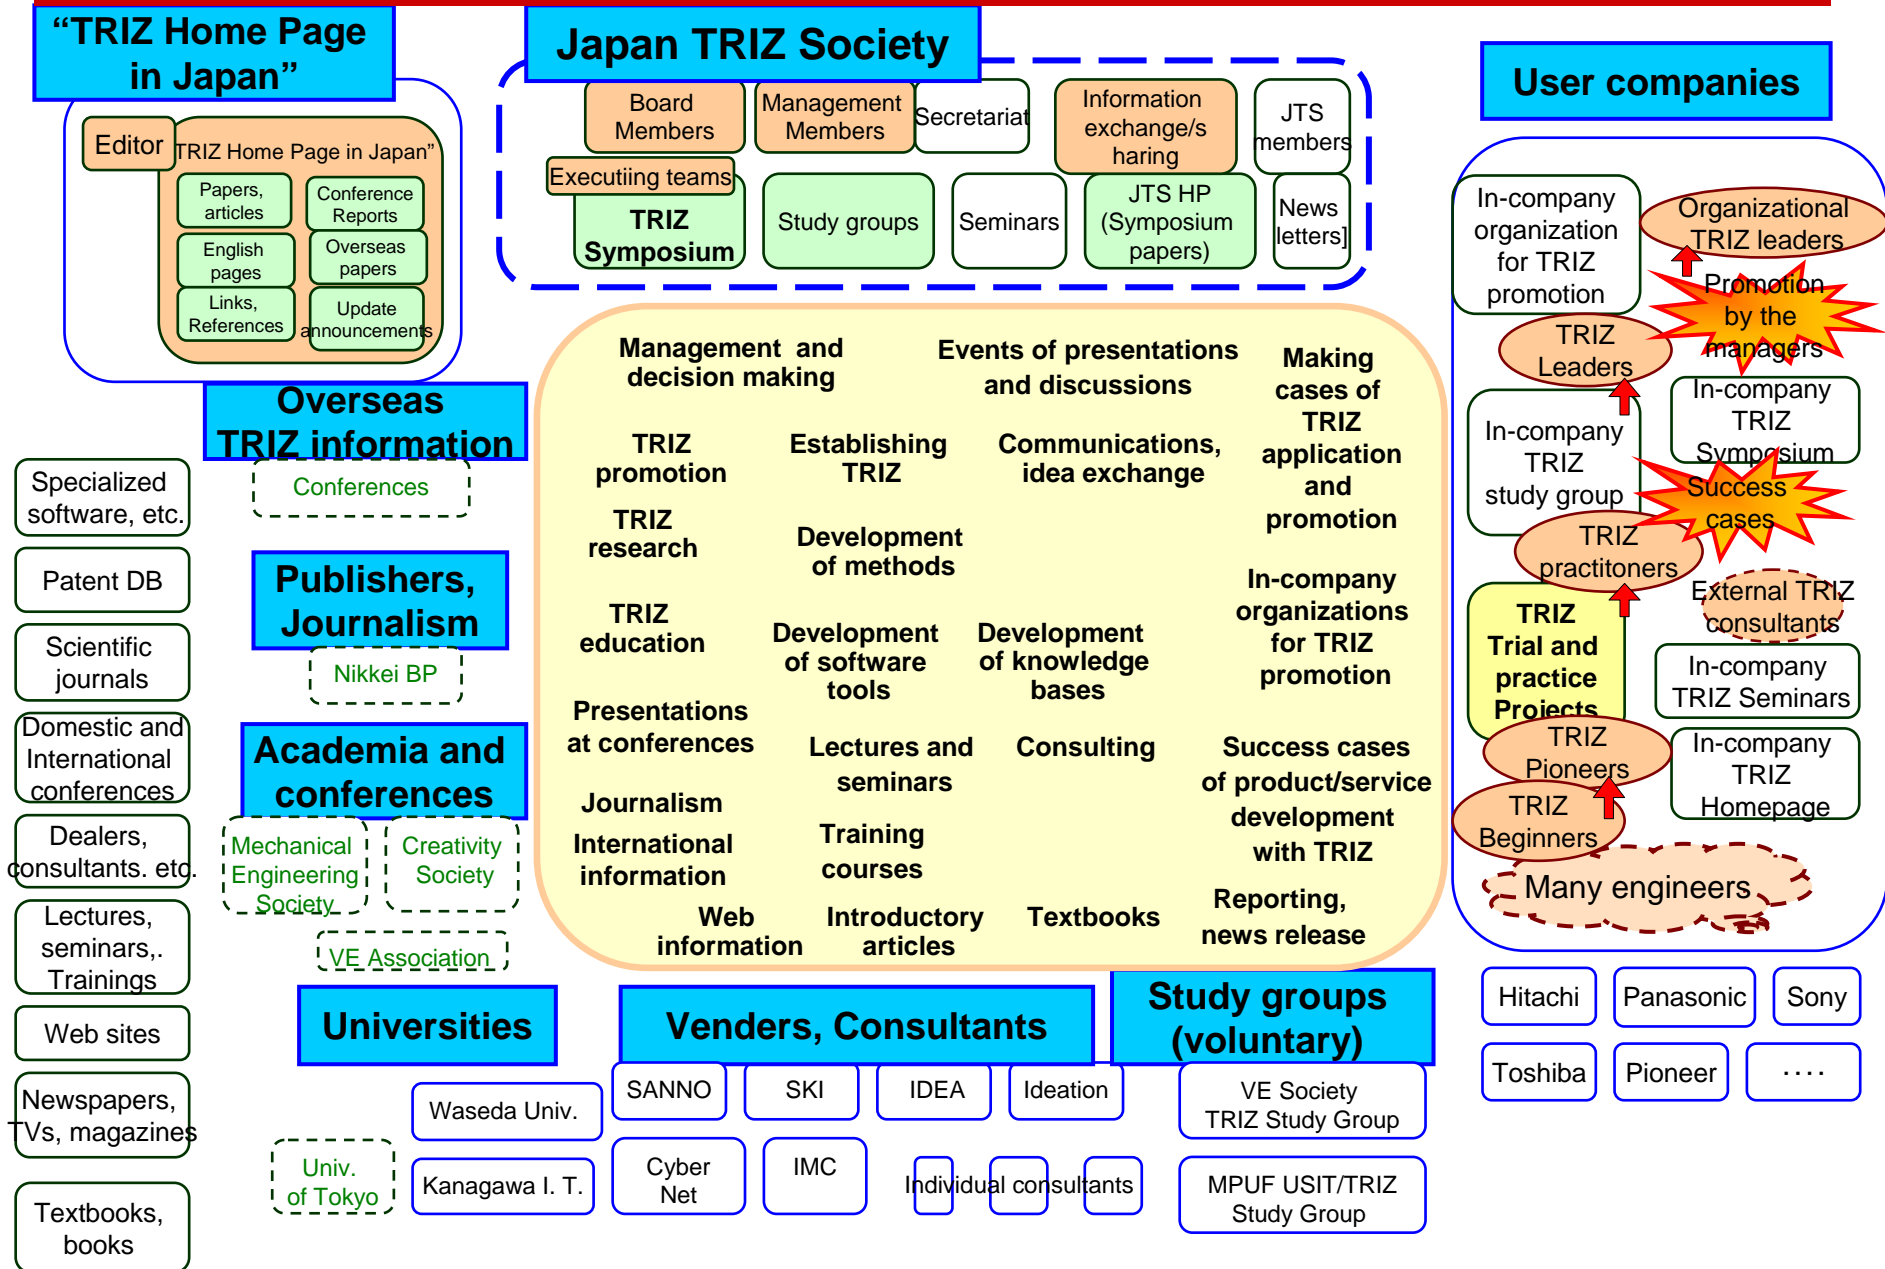 “TRIZ Home Page
in Japan”
Editor
TRIZ Home Page in Japan”
Papers,
articles
Conference
Reports
English
pages
Overseas
papers
Links,
References
Update
announcements
Japan TRIZ Society
Board
Members
Management
Members
Secretariat
Information
exchange/s
haring
JTS
members
Executiing teams
TRIZ
Symposium
Study groups
Seminars
JTS HP
(Symposium
papers)
News
letters]
User companies
In-company
organization
for TRIZ
promotion
Organizational
TRIZ leaders
Promotion
by the
managers
TRIZ
Leaders
In-company
TRIZ
Symposium
In-company
TRIZ
study group
Success
cases
TRIZ
practitoners
External TRIZ
consultants
TRIZ
Trial and
practice
Projects
In-company
TRIZ Seminars
TRIZ
Pioneers
In-company
TRIZ
Homepage
TRIZ
Beginners
Many engineers
Hitachi
Panasonic
Sony
Toshiba
Pioneer
....
Overseas
TRIZ information
Conferences
Publishers,
Journalism
Nikkei BP
Academia and
conferences
Mechanical
Engineering
Society
Creativity
Society
VE Association
Specialized
software, etc.
Patent DB
Scientific
journals
Domestic and
International
conferences
Dealers,
consultants. etc.
Lectures,
seminars,.
Trainings
Web sites
Newspapers,
TVs, magazines
Textbooks,
books
Management and
decision making
Events of presentations
and discussions
Making
cases of
TRIZ
application
and
promotion
TRIZ
promotion
Establishing
TRIZ
Communications,
idea exchange
TRIZ
research
Development
of methods
In-company
organizations
for TRIZ
promotion
TRIZ
education
Development
of software
tools
Development
of knowledge
bases
Presentations
at conferences
Lectures and
seminars
Consulting
Success cases
of product/service
development
with TRIZ
Journalism
International
information
Training
courses
Web
information
Introductory
articles
Textbooks
Reporting,
news release
Universities
Waseda Univ.
Univ.
of Tokyo
Kanagawa I. T.
Venders, Consultants
SANNO
SKI
IDEA
Ideation
Cyber
Net
IMC
Individual consultants
Study groups
(voluntary)
VE Society
TRIZ Study Group
MPUF USIT/TRIZ
Study Group